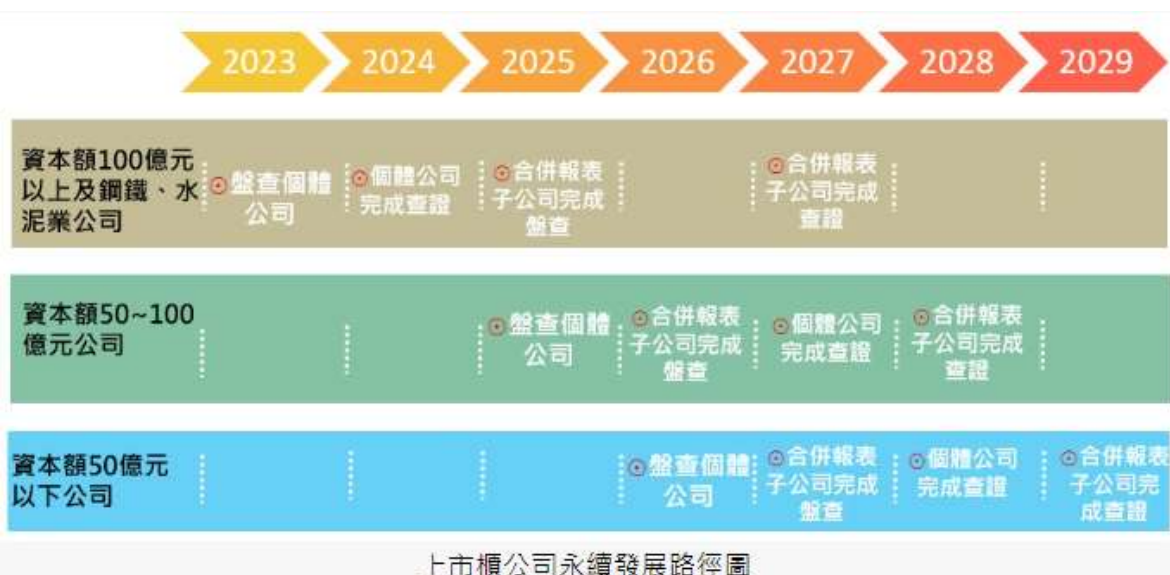 2023 2024 2025 2026 2027 2028 2029
資本額100億元
以上及鋼鐵、水
泥業公司
盤查個體
公司
個體公司
完成查證
合併報表
子公司完成
盤查
合併報表
子公司完成
查證
資本額50~100
億元公司
盤查個體
公司
合併報表
子公司完成
盤查
個體公司
完成查證
合併報表
子公司完成
查證
資本額50億元
以下公司
盤查個體
公司
合併報表
子公司完成
盤查
個體公司
完成查證
合併報表
子公司完
成查證
上市櫃公司永續發展路徑圖